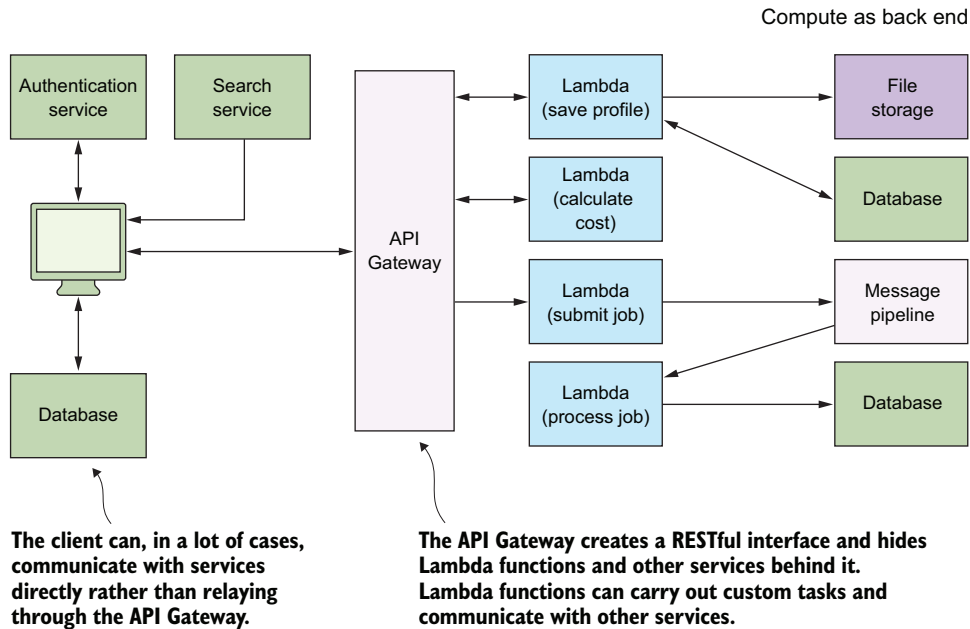 Compute as back end
Authentication
service
Search
service
API
Gateway
Lambda
(save profile)
File
storage
Lambda
(calculate
cost)
Database
Lambda
(submit job)
Message
pipeline
Database
Lambda
(process job)
Database
The client can, in a lot of cases,
communicate with services
directly rather than relaying
through the API Gateway.
The API Gateway creates a RESTful interface and hides
Lambda functions and other services behind it.
Lambda functions can carry out custom tasks and
communicate with other services.